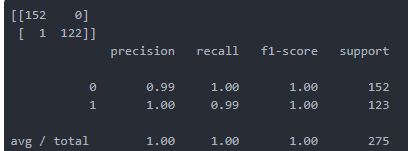 [[152 0]
[ 1 122]]
precision recall f1-score support
0 0.99 1.00 1.00 152
1 1.00 0.99 1.00 123
avg / total 1.00 1.00 1.00 275